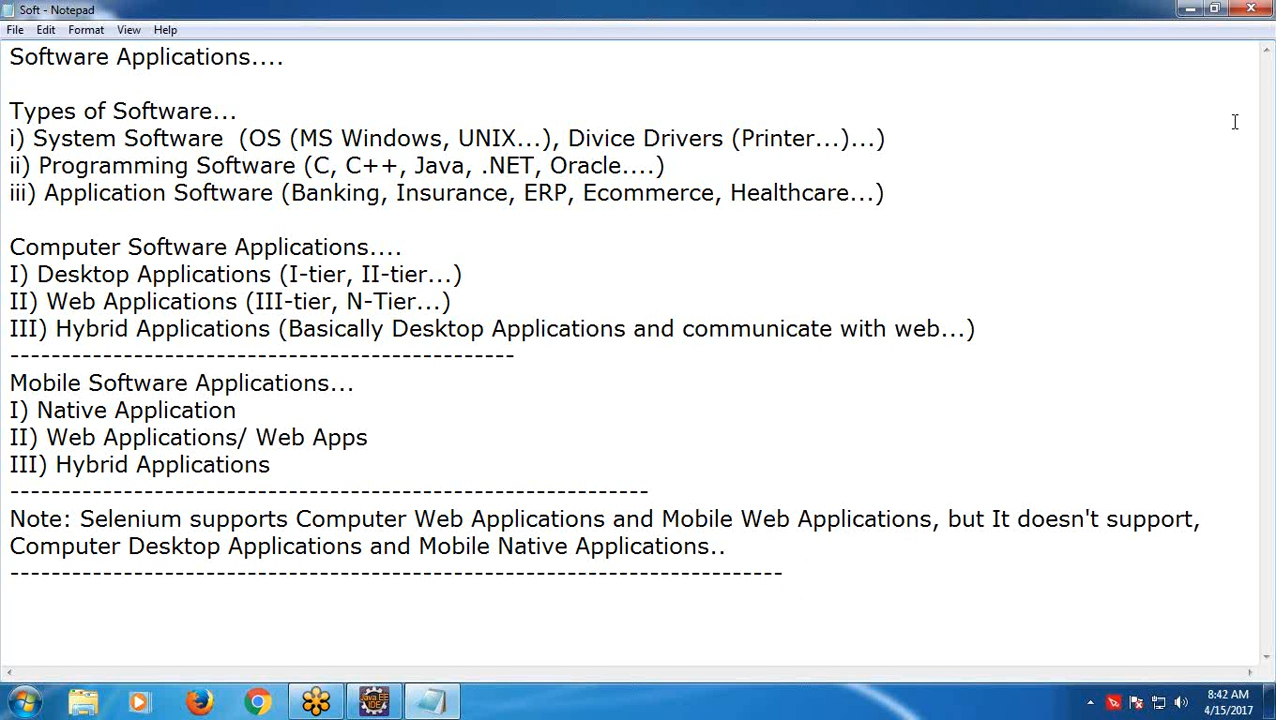 Soft - Notepad
File Edit Format View Help
Software Applications....
Types of Software...
i) System Software  (OS (MS Windows, UNIX...), Divice Drivers (Printer...)...)
ii) Programming Software (C, C++, Java, .NET, Oracle....)
iii) Application Software (Banking, Insurance, ERP, Ecommerce, Healthcare...)
Computer Software Applications....
I) Desktop Applications (I-tier, II-tier...)
II) Web Applications (III-tier, N-Tier...)
III) Hybrid Applications (Basically Desktop Applications and communicate with web...)
-------------------------------------------------
Mobile Software Applications...
I) Native Application
II) Web Applications/ Web Apps
III) Hybrid Applications
--------------------------------------------------------------
Note: Selenium supports Computer Web Applications and Mobile Web Applications, but It doesn't support,
Computer Desktop Applications and Mobile Native Applications..
---------------------------------------------------------------------------
Java EE
IDE
8:42 AM
4/15/2017